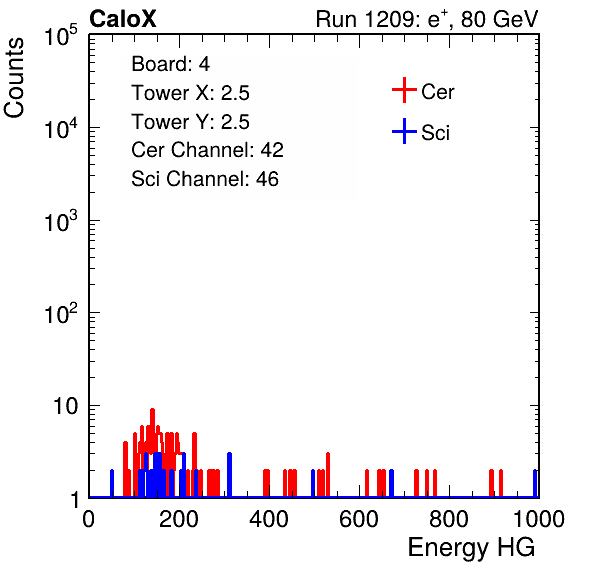 CaloX Run 1209: e⁺, 80 GeV
Counts
Board: 4
Tower X: 2.5
Tower Y: 2.5
Cer Channel: 42
Sci Channel: 46
Cer
Sci
10⁵
10⁴
10³
10²
10
1
0 200 400 600 800 1000
Energy HG